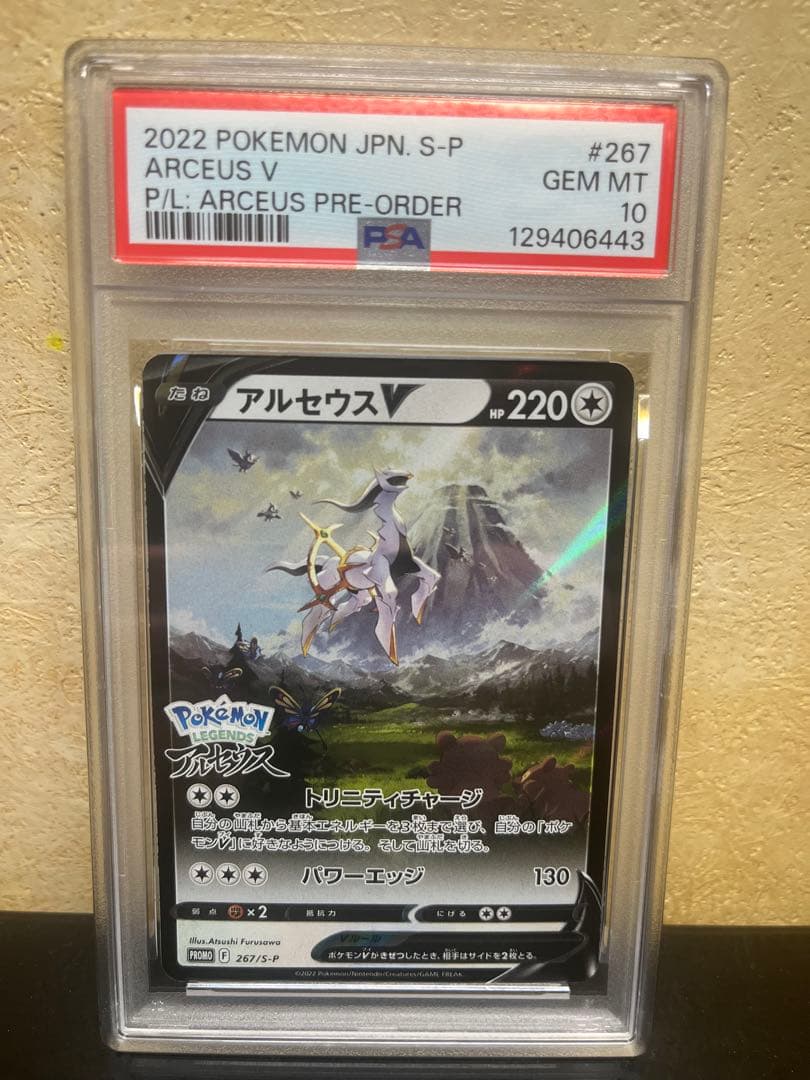 2022 POKEMON JPN. S-P #267
ARCEUS V GEM MT
P/L: ARCEUS PRE-ORDER 10
PSA 129406443
たね アルセウスV HP 220
POKéMON
LEGENDS
アルセウス
トリニティチャージ
自分の山札から基本エネルギーを3枚まで選び、自分の「ポケ
モンV」に好きなようにつける。そして山札を切る。
パワーエッジ 130
弱点 ×2 抵抗力 にげる
Illus.Atsushi Furusawa
Vルール
PROMO F 267/S-P ポケモンVがきぜつしたとき、相手はサイドを2枚とる。
©2022 Pokémon/Nintendo/Creatures/GAME FREAK.